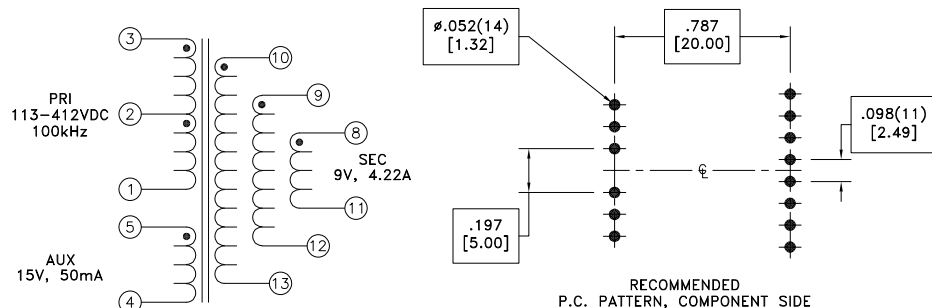 3
PRI
113-412VDC
100kHz
2
1
5
AUX
15V, 50mA
4
10
9
8
SEC
9V, 4.22A
11
12
13
ø.052(14)
[1.32]
.787
[20.00]
.098(11)
[2.49]
℄
.197
[5.00]
RECOMMENDED
P.C. PATTERN, COMPONENT SIDE